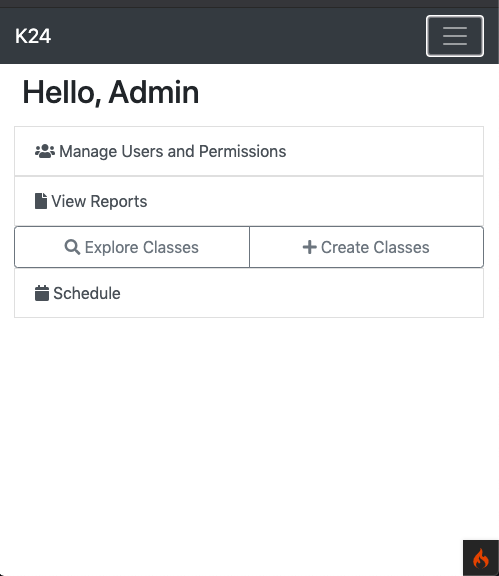 K24
Hello, Admin
Manage Users and Permissions
View Reports
Explore Classes
Create Classes
Schedule